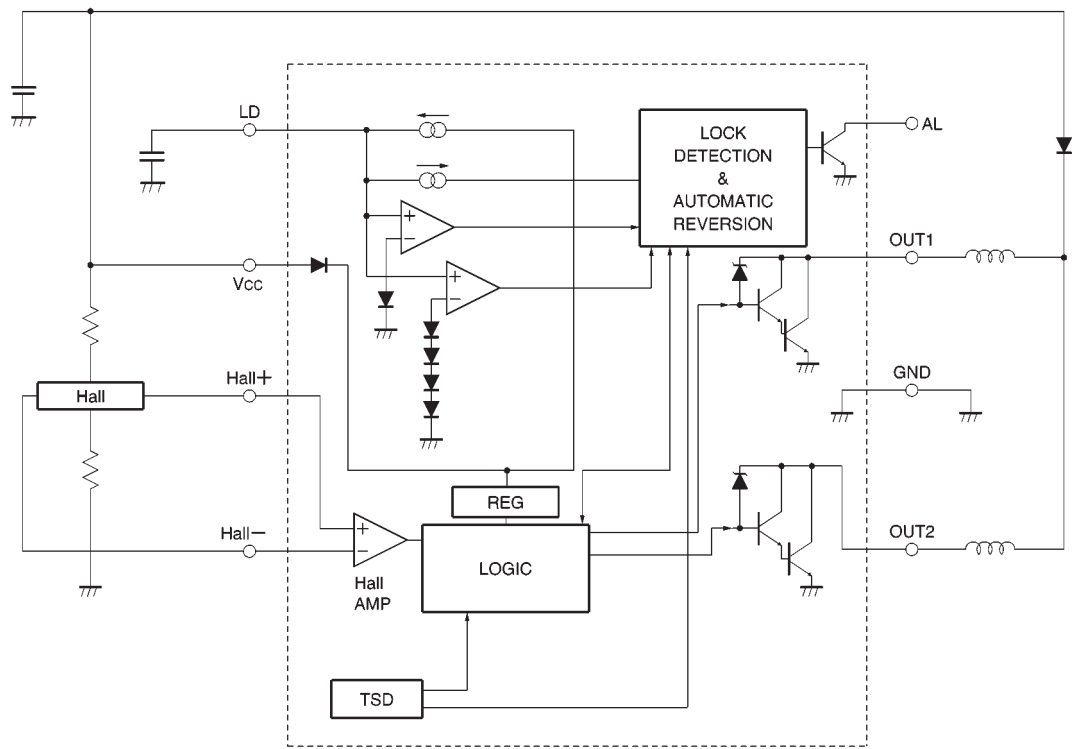 LD
LOCK
DETECTION
&
AUTOMATIC
REVERSION
AL
+
−
OUT1
+
−
Vcc
GND
Hall+
Hall
REG
Hall−
+
−
OUT2
LOGIC
Hall
AMP
TSD